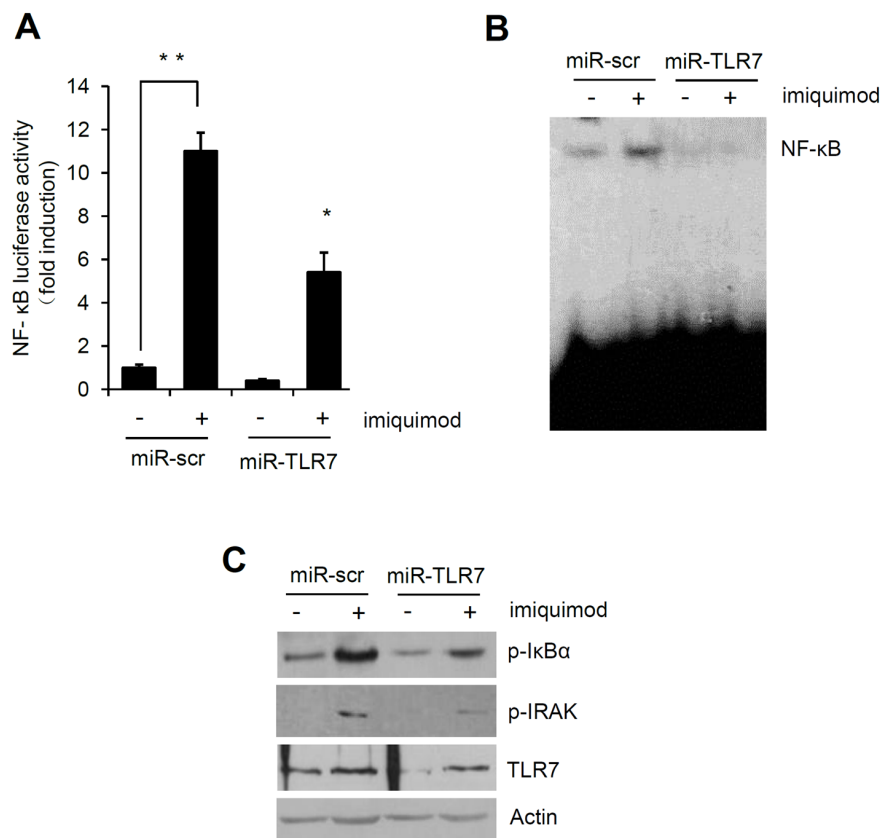 A
* *
14
12
10
8
6
4
2
0
NF- κB luciferase activity
（fold induction)
*
- + - + imiquimod
miR-scr miR-TLR7
B
miR-scr miR-TLR7
- + - + imiquimod
NF-κB
C
miR-scr miR-TLR7
- + - + imiquimod
p-IκBα
p-IRAK
TLR7
Actin